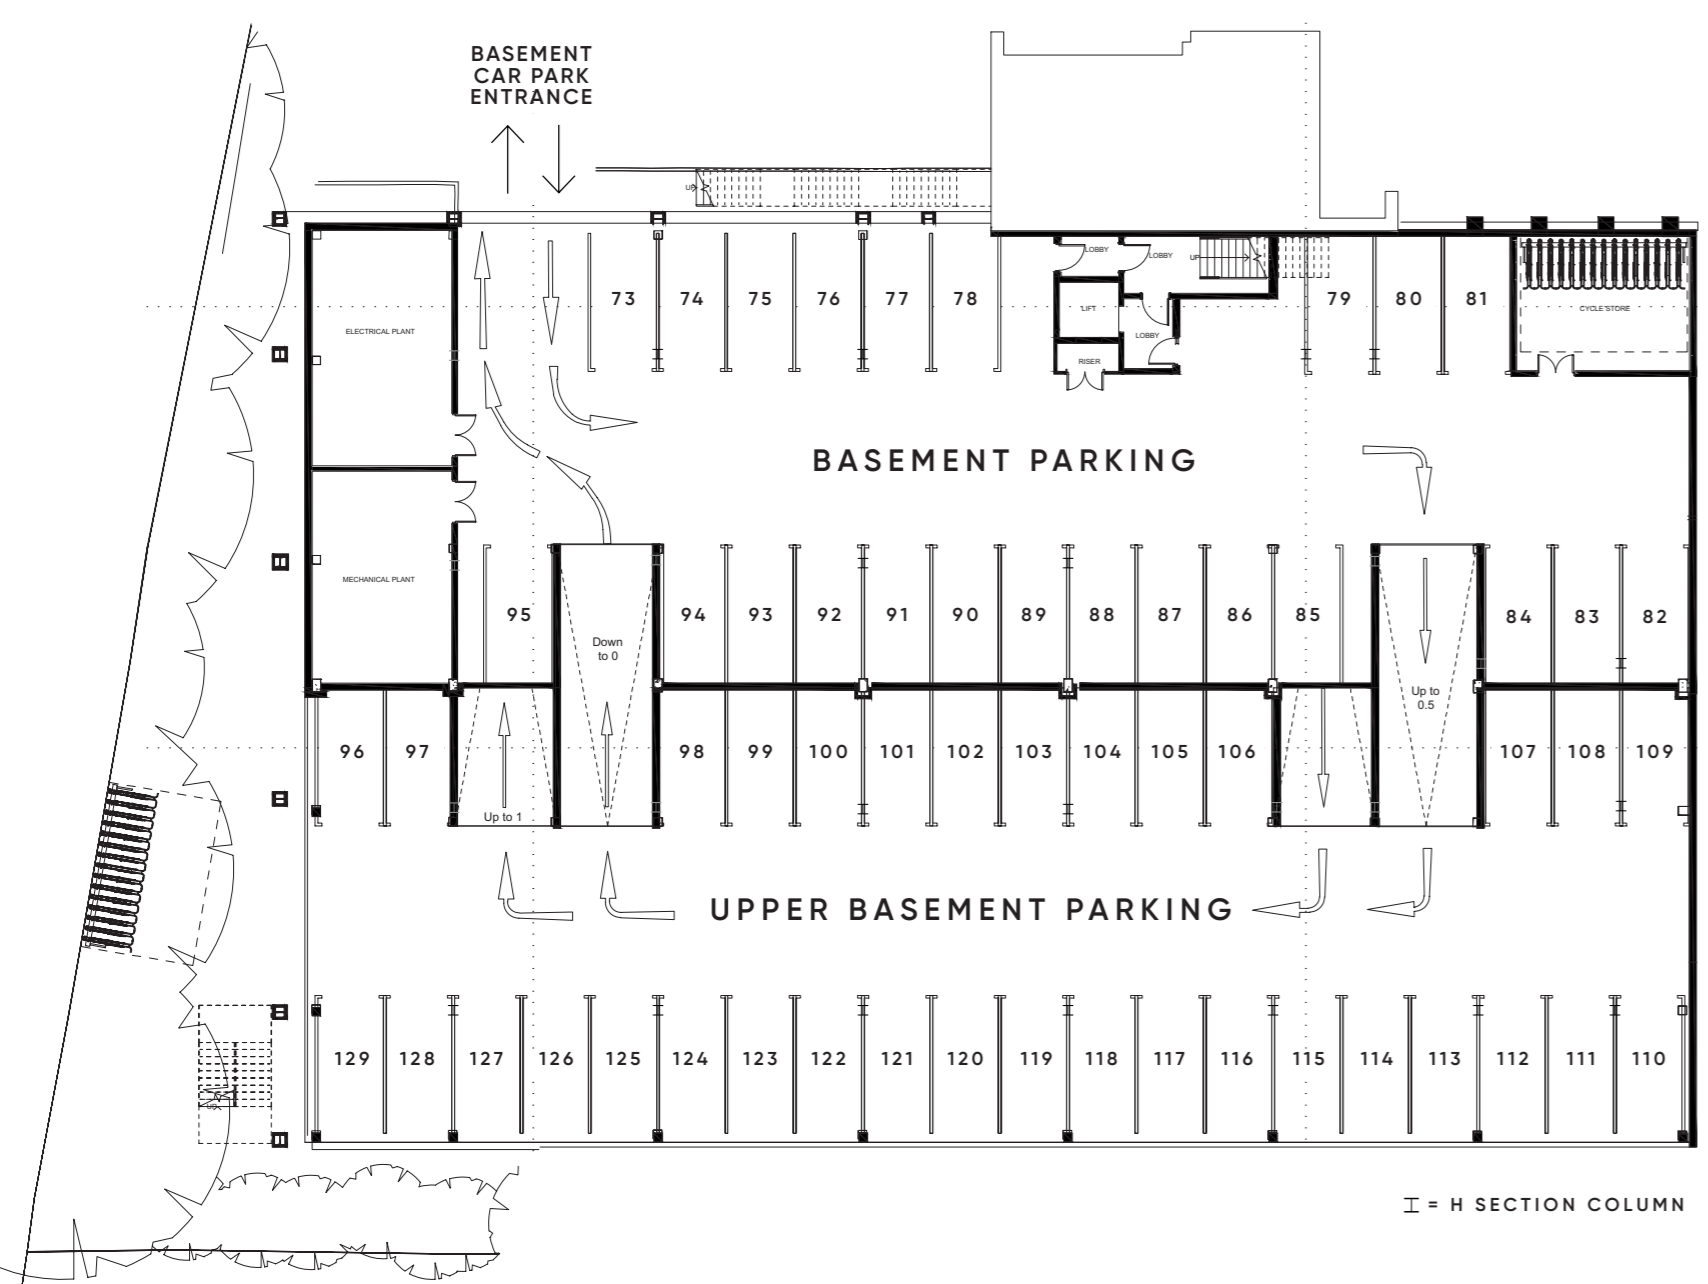 BASEMENT
CAR PARK
ENTRANCE
UP
LOBBY
LOBBY
UP
73 74 75 76 77 78
79 80 81
LIFT
CYCLE STORE
ELECTRICAL PLANT
LOBBY
RISER
BASEMENT PARKING
MECHANICAL PLANT
95 94 93 92 91 90 89 88 87 86 85 84 83 82
Down
to 0
Up to
0.5
96 97 98 99 100 101 102 103 104 105 106 107 108 109
Up to 1
UPPER BASEMENT PARKING
129 128 127 126 125 124 123 122 121 120 119 118 117 116 115 114 113 112 111 110
UP
= H SECTION COLUMN